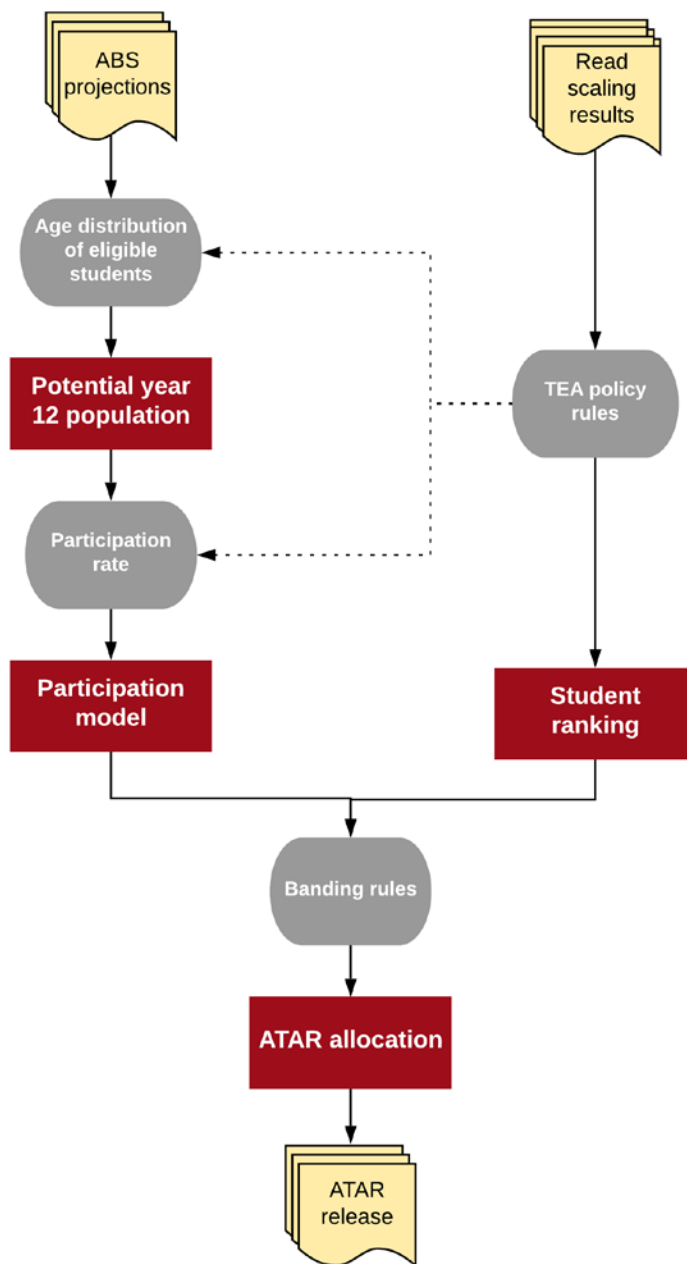 ABS
projections
Read
scaling
results
Age distribution
of eligible
students
Potential year
12 population
TEA policy
rules
Participation
rate
Participation
model
Student
ranking
Banding rules
ATAR allocation
ATAR
release